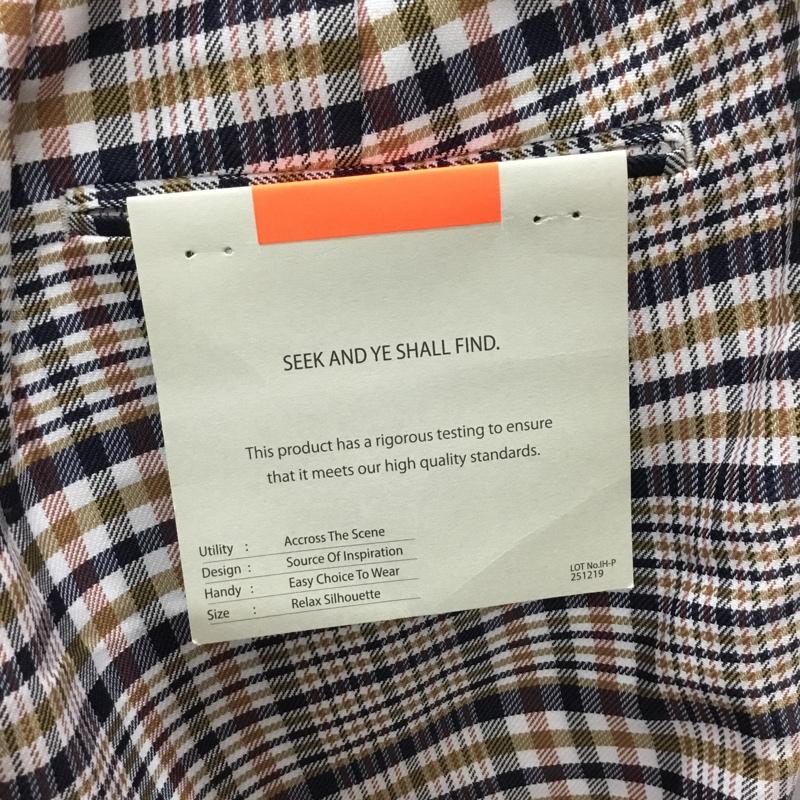 SEEK AND YE SHALL FIND.
This product has a rigorous testing to ensure
that it meets our high quality standards.
Utility : Accross The Scene
Design : Source Of Inspiration
Handy : Easy Choice To Wear
Size : Relax Silhouette
LOT No.IH-P
251219